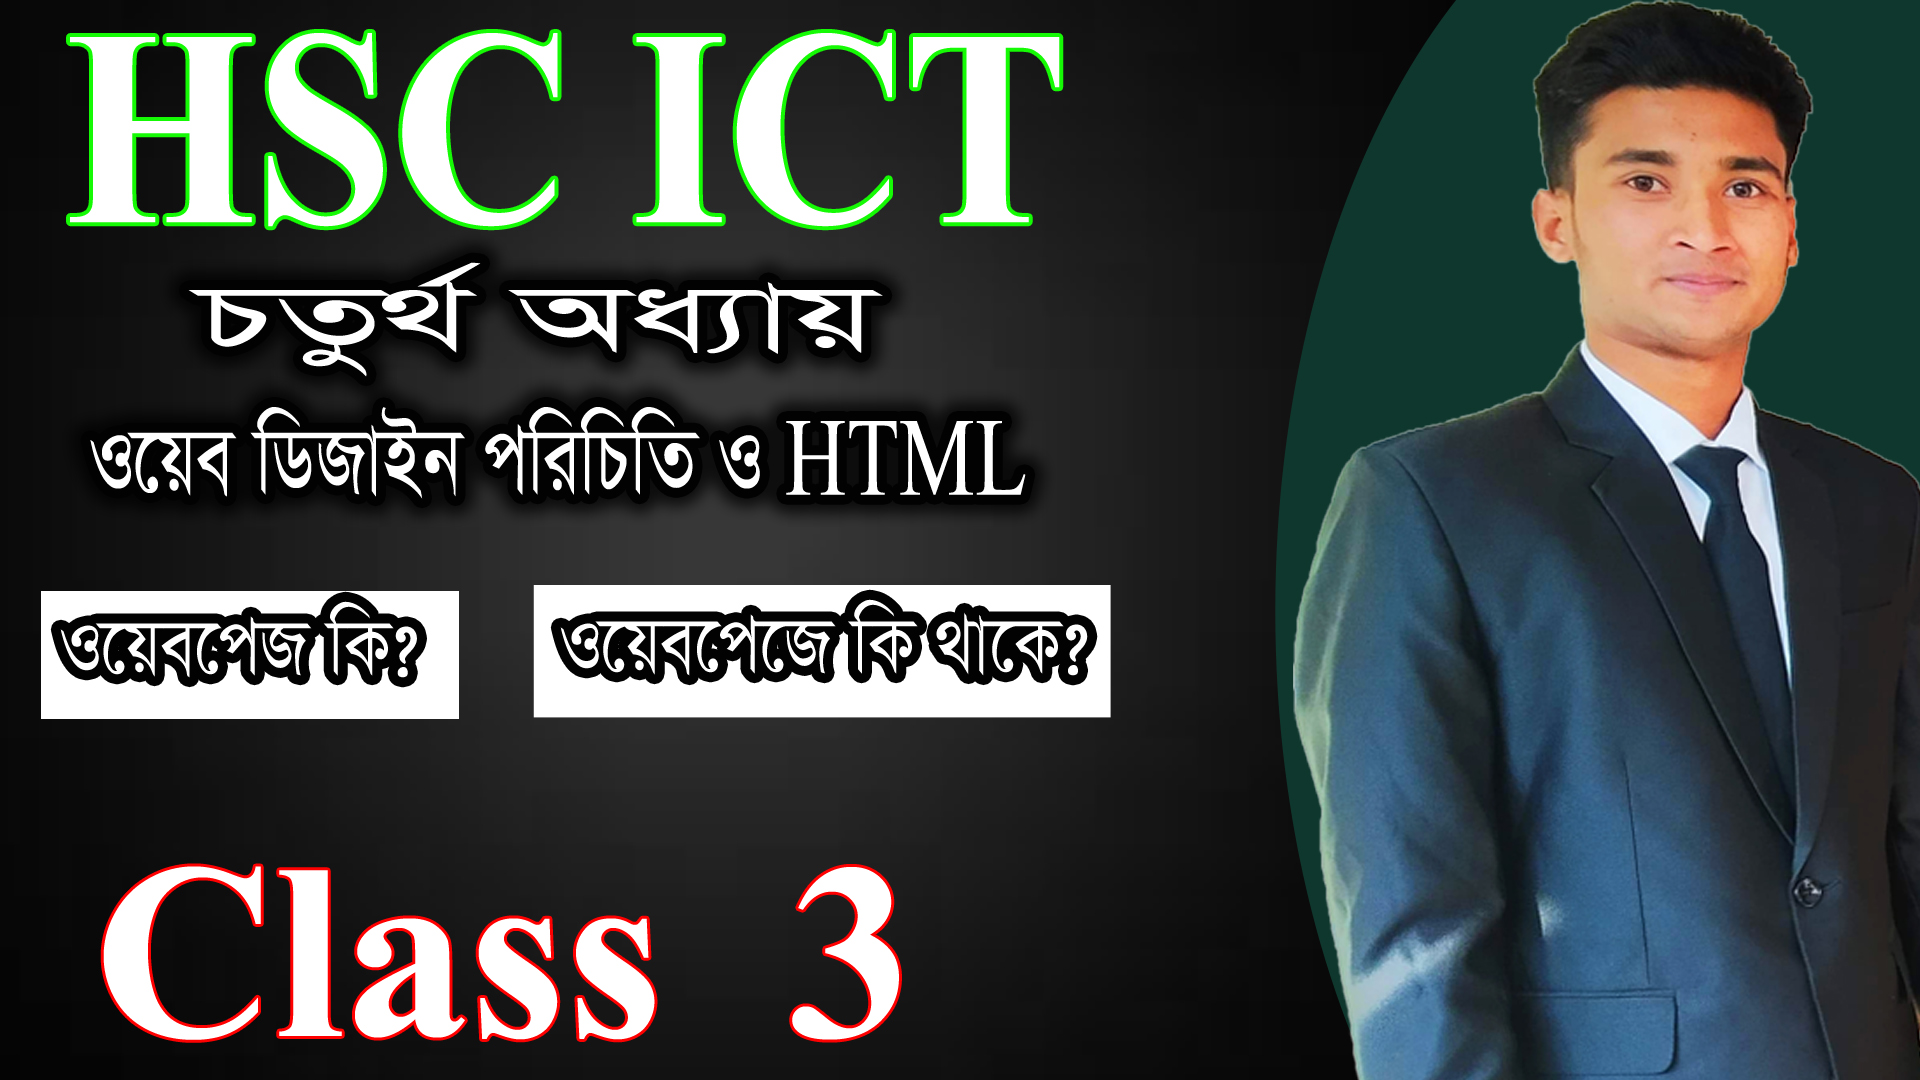 HSC ICT
চতুর্থ অধ্যায়
ওয়েব ডিজাইন পরিচিতি ও HTML
ওয়েবপেজ কি? ওয়েবপেজে কি থাকে?
Class 3